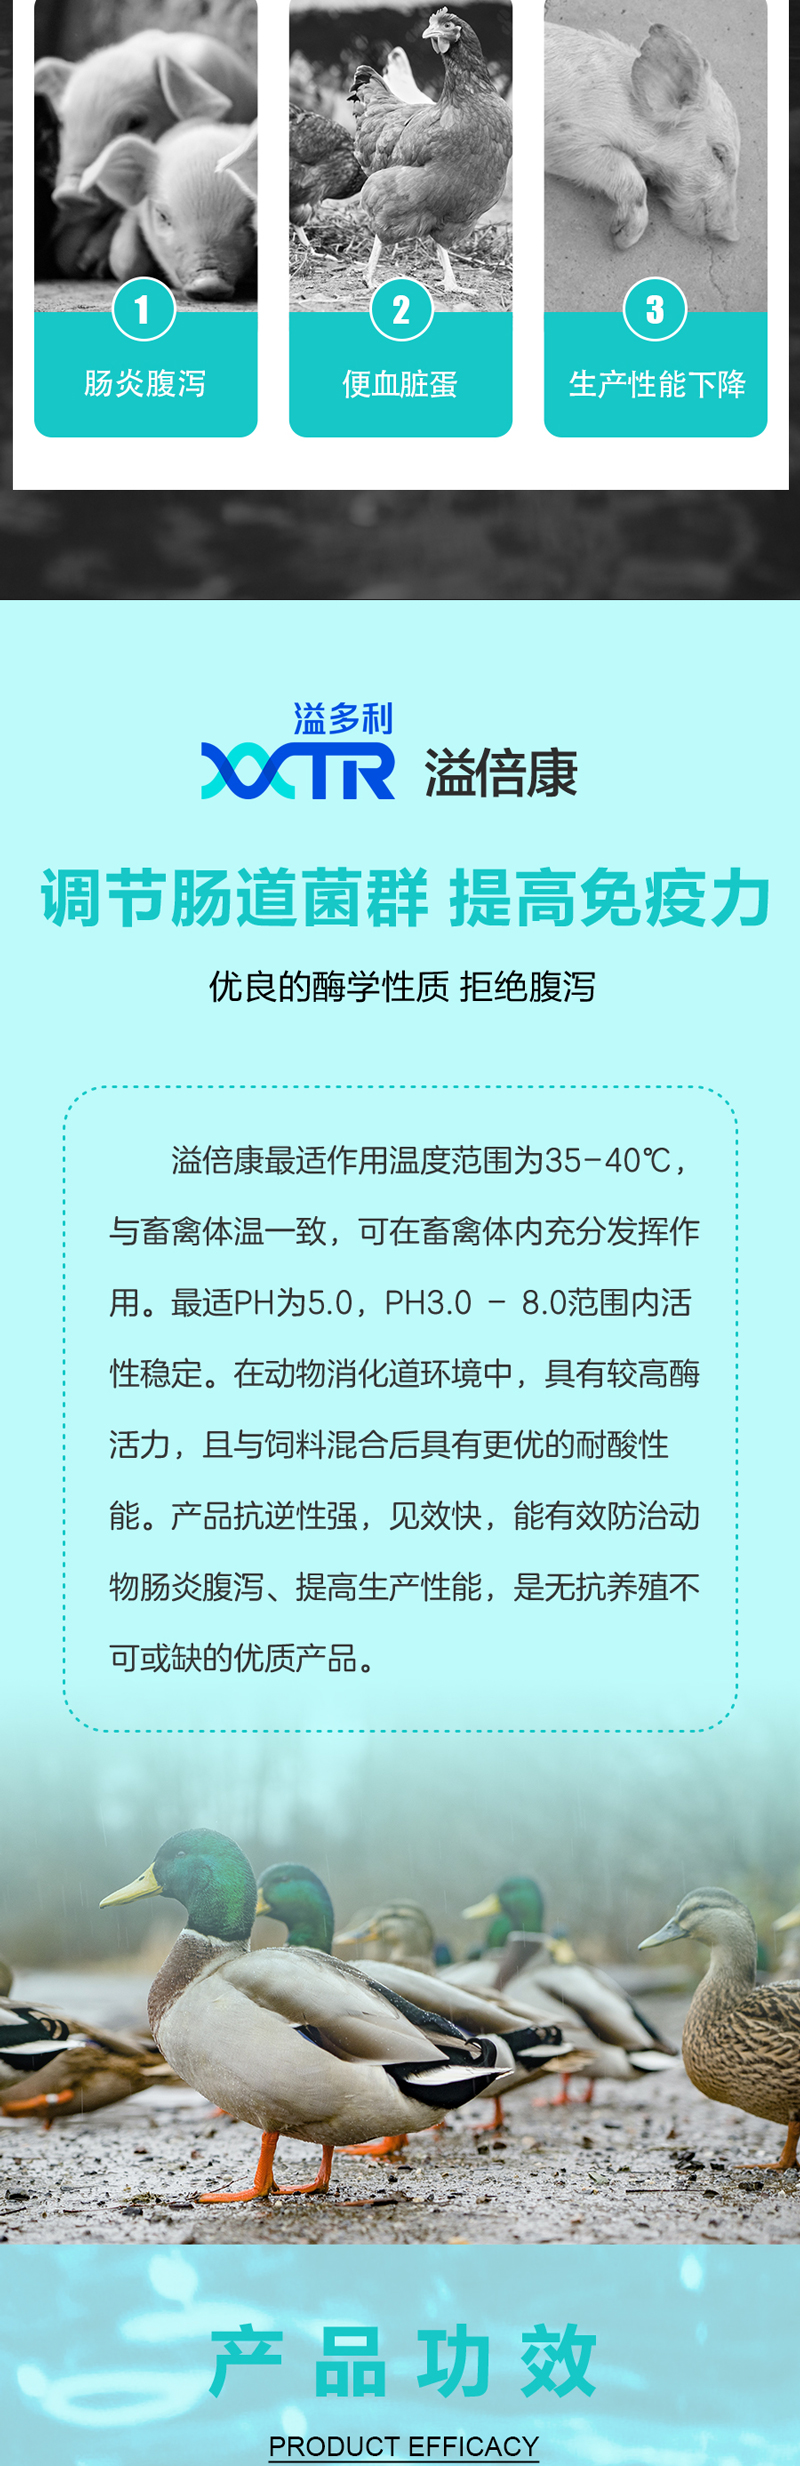 1
2
3
肠炎腹泻
便血脏蛋
生产性能下降
溢多利
VTR 溢倍康
调节肠道菌群 提高免疫力
优良的酶学性质 拒绝腹泻
溢倍康最适作用温度范围为35-40℃，
与畜禽体温一致，可在畜禽体内充分发挥作
用。最适PH为5.0，PH3.0 - 8.0范围内活
性稳定。在动物消化道环境中，具有较高酶
活力，且与饲料混合后具有更优的耐酸性
能。产品抗逆性强，见效快，能有效防治动
物肠炎腹泻、提高生产性能，是无抗养殖不
可或缺的优质产品。
产品功效
PRODUCT EFFICACY